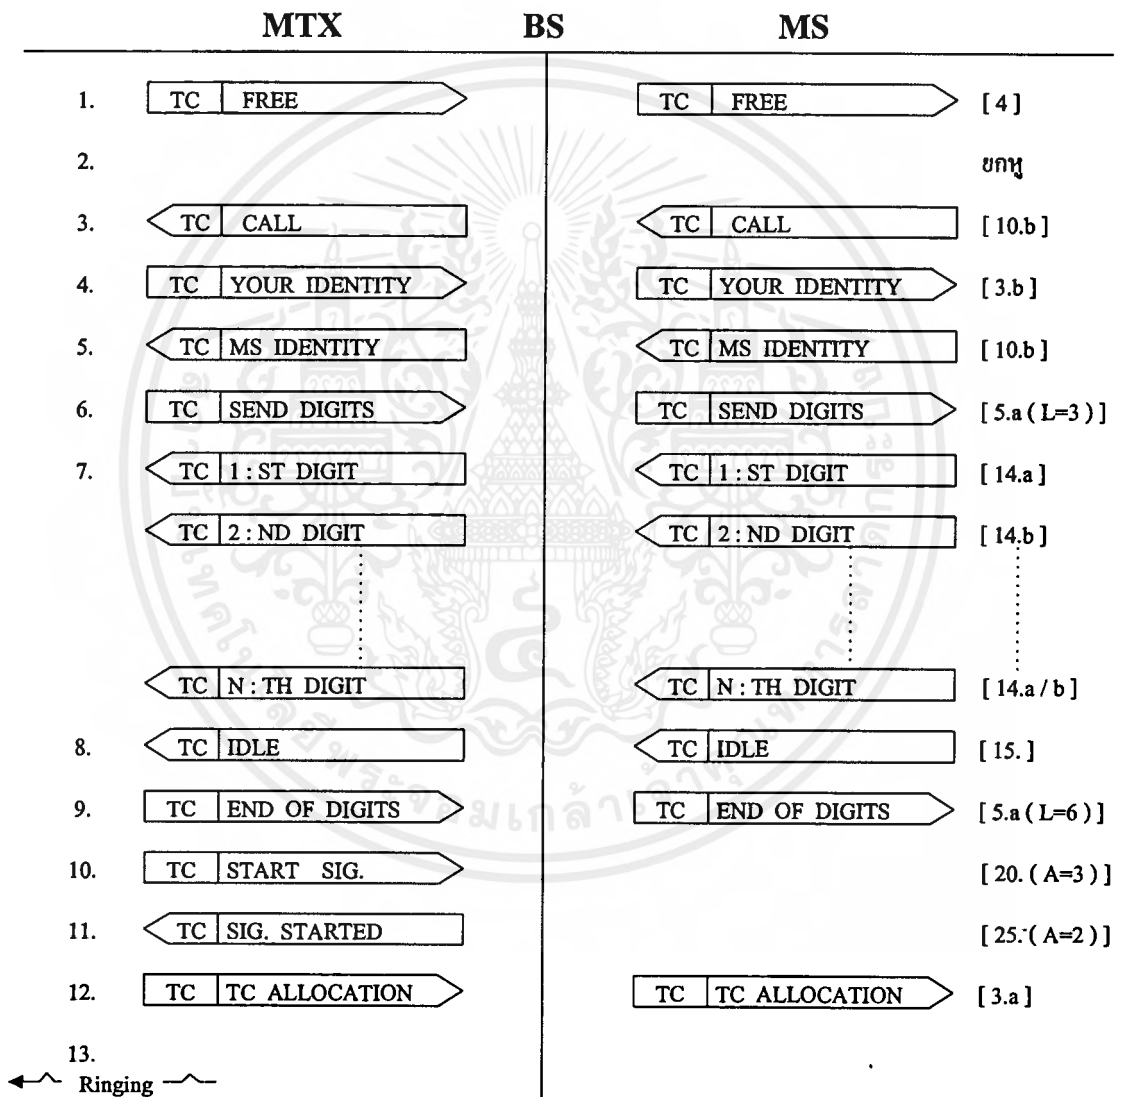 MTX BS MS
1. TC FREE TC FREE [ 4 ]
2. ยกหู
3. TC CALL TC CALL [ 10.b ]
4. TC YOUR IDENTITY TC YOUR IDENTITY [ 3.b ]
5. TC MS IDENTITY TC MS IDENTITY [ 10.b ]
6. TC SEND DIGITS TC SEND DIGITS [ 5.a ( L=3 ) ]
7. TC 1 : ST DIGIT TC 1 : ST DIGIT [ 14.a ]
TC 2 : ND DIGIT TC 2 : ND DIGIT [ 14.b ]
TC N : TH DIGIT TC N : TH DIGIT [ 14.a / b ]
8. TC IDLE TC IDLE [ 15. ]
9. TC END OF DIGITS TC END OF DIGITS [ 5.a ( L=6 ) ]
10. TC START SIG. [ 20. ( A=3 ) ]
11. TC SIG. STARTED [ 25. ( A=2 ) ]
12. TC TC ALLOCATION TC TC ALLOCATION [ 3.a ]
13.
Ringing